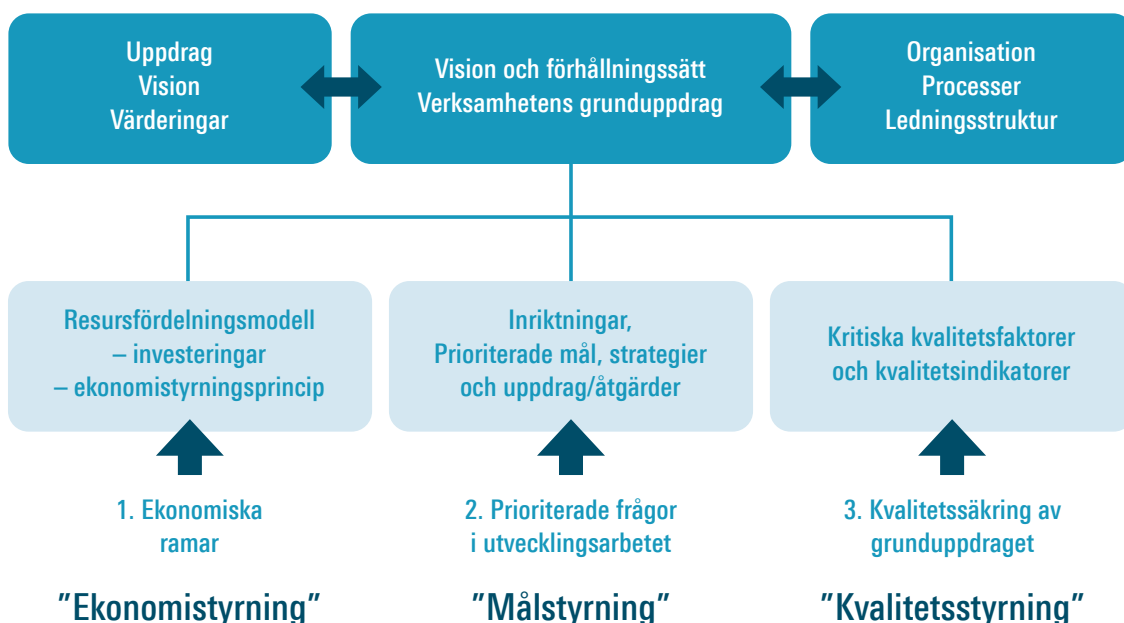 Uppdrag
Vision
Värderingar
Vision och förhållningssätt
Verksamhetens grunduppdrag
Organisation
Processer
Ledningsstruktur
Resursfördelningsmodell
– investeringar
– ekonomistyrningsprincip
Inriktningar,
Prioriterade mål, strategier
och uppdrag/åtgärder
Kritiska kvalitetsfaktorer
och kvalitetsindikatorer
1. Ekonomiska
ramar
2. Prioriterade frågor
i utvecklingsarbetet
3. Kvalitetssäkring av
grunduppdraget
”Ekonomistyrning”
”Målstyrning”
”Kvalitetsstyrning”